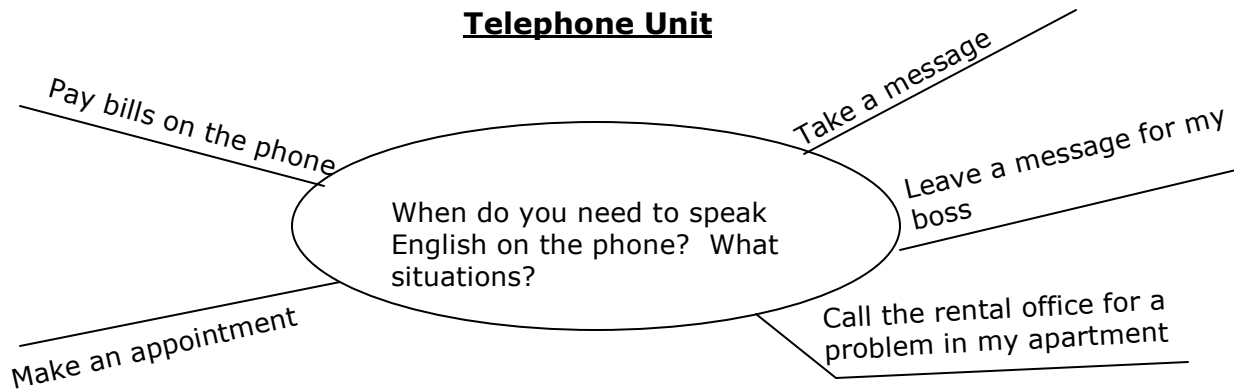 Telephone Unit
Pay bills on the phone
Take a message
Leave a message for my
boss
When do you need to speak
English on the phone?  What
situations?
Make an appointment
Call the rental office for a
problem in my apartment